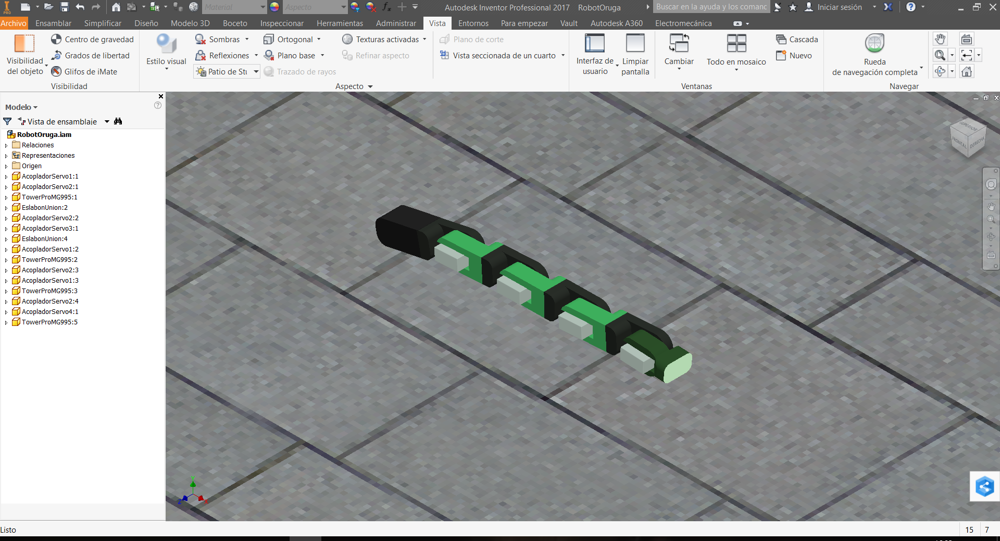 PRO
Material
Aspecto
fx
Autodesk Inventor Professional 2017 RobotOruga
Buscar en la ayuda y los comanc
Iniciar sesión
Archivo Ensamblar Simplificar Diseño Modelo 3D Boceto Inspeccionar Herramientas Administrar Vista Entornos Para empezar Vault Autodesk A360 Electromecánica
Visibilidad
del objeto
Centro de gravedad
Grados de libertad
Glifos de iMate
Visibilidad
Estilo visual
Sombras
Reflexiones
Patio de Stu
Ortogonal
Plano base
Trazado de rayos
Texturas activadas
Refinar aspecto
Aspecto
Plano de corte
Vista seccionada de un cuarto
Interfaz de
usuario
Limpiar
pantalla
Cambiar
Todo en mosaico
Cascada
Nuevo
Ventanas
Rueda
de navegación completa
Navegar
Modelo
Vista de ensamblaje
RobotOruga.iam
Relaciones
Representaciones
Origen
AcopladorServo1:1
AcopladorServo2:1
TowerProMG995:1
EslabonUnion:2
AcopladorServo2:2
AcopladorServo3:1
EslabonUnion:4
AcopladorServo1:2
TowerProMG995:2
AcopladorServo2:3
AcopladorServo1:3
TowerProMG995:3
AcopladorServo2:4
AcopladorServo4:1
TowerProMG995:5
SUPERIOR
FRONTAL
DERECHA
Y
Z
X
Listo
15 7